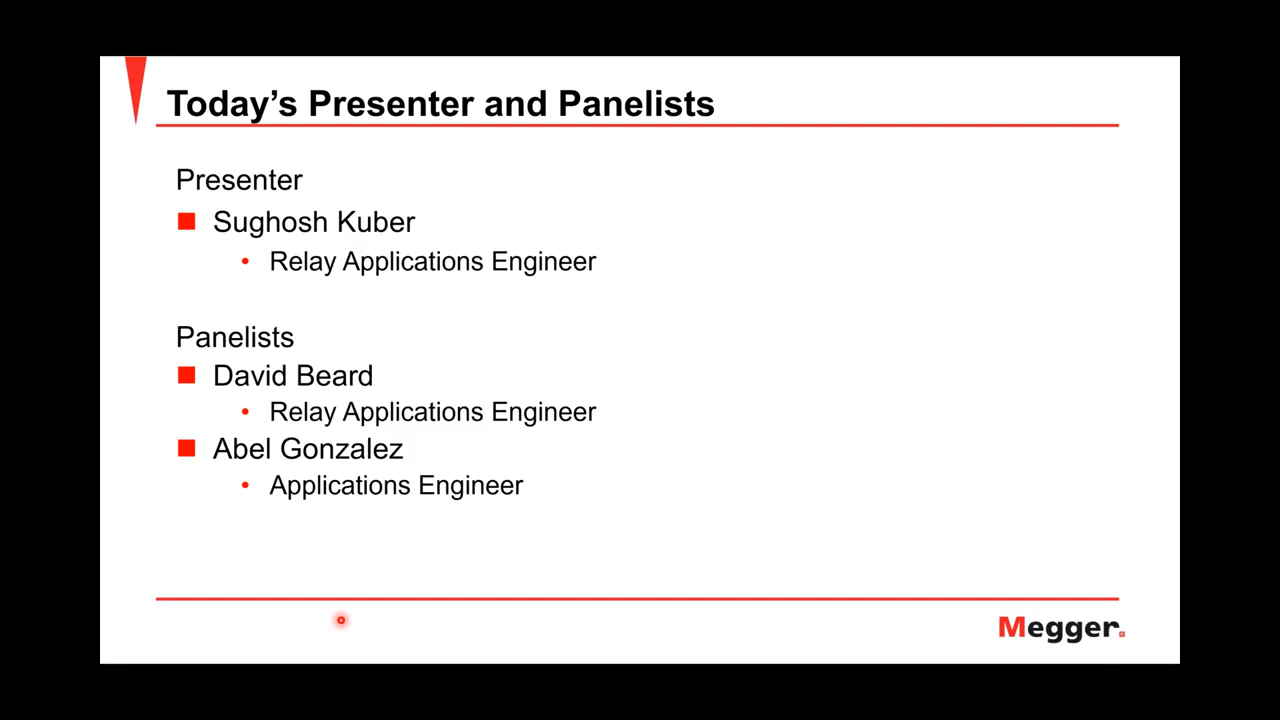 Today's Presenter and Panelists
Presenter
Sughosh Kuber
Relay Applications Engineer
Panelists
David Beard
Relay Applications Engineer
Abel Gonzalez
Applications Engineer
Megger.